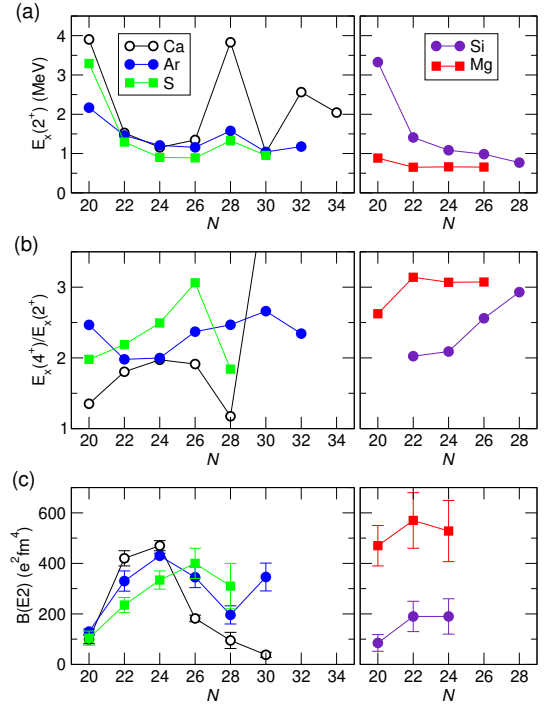 (a)
4
3
2
1
0
Eₓ(2⁺) (MeV)
Ca
Ar
S
Si
Mg
20 22 24 26 28 30 32 34 20 22 24 26 28
N N
(b)
3
2
1
Eₓ(4⁺)/Eₓ(2⁺)
20 22 24 26 28 30 32 34 20 22 24 26 28
N N
(c)
600
400
200
0
B(E2) (e²fm⁴)
20 22 24 26 28 30 32 34 20 22 24 26 28
N N